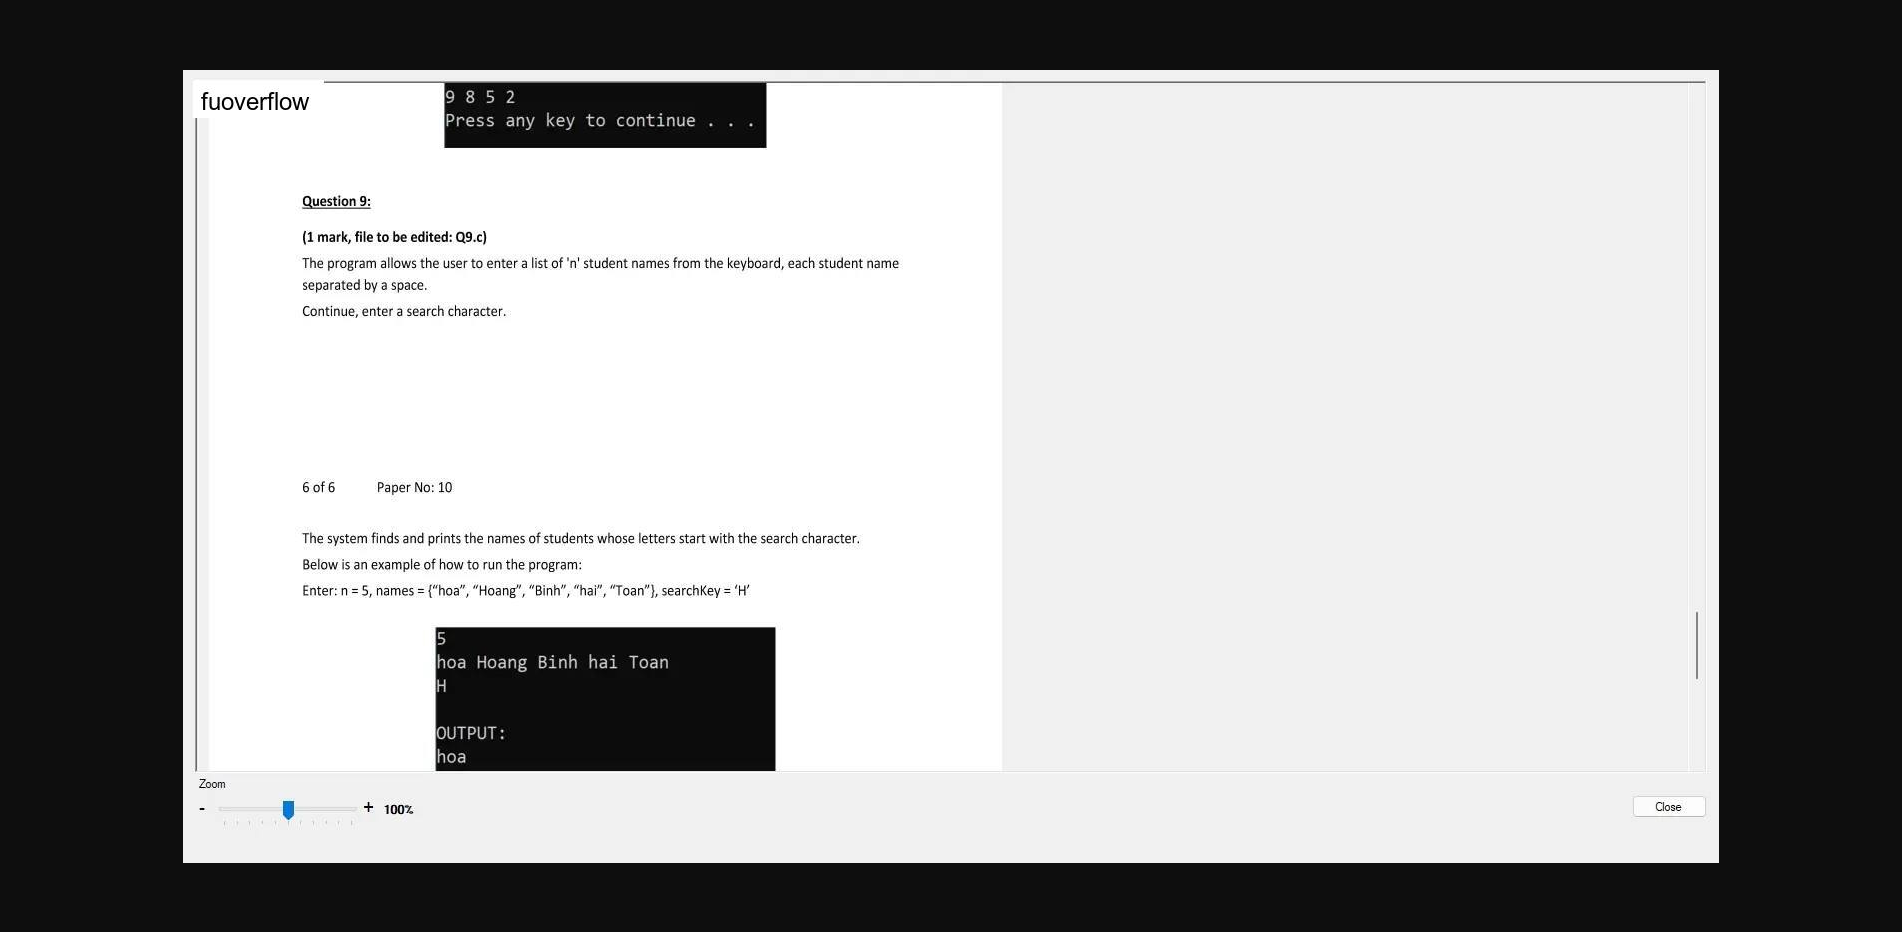 fuoverflow
9 8 5 2
Press any key to continue . . .
Question 9:
(1 mark, file to be edited: Q9.c)
The program allows the user to enter a list of 'n' student names from the keyboard, each student name
separated by a space.
Continue, enter a search character.
6 of 6 Paper No: 10
The system finds and prints the names of students whose letters start with the search character.
Below is an example of how to run the program:
Enter: n = 5, names = {“hoa”, “Hoang”, “Binh”, “hai”, “Toan”}, searchKey = ‘H’
5
hoa Hoang Binh hai Toan
H
OUTPUT:
hoa
Zoom
- + 100%
Close